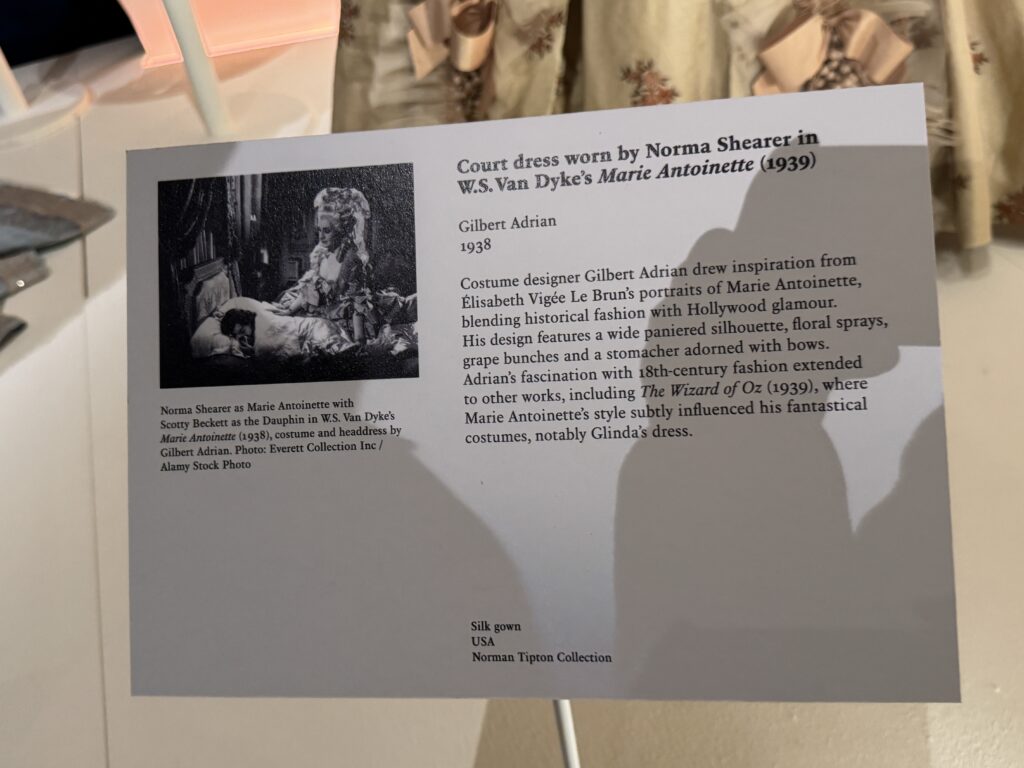 Court dress worn by Norma Shearer in
W.S. Van Dyke's Marie Antoinette (1939)
Gilbert Adrian
1938
Costume designer Gilbert Adrian drew inspiration from
Élisabeth Vigée Le Brun's portraits of Marie Antoinette,
blending historical fashion with Hollywood glamour.
His design features a wide paniered silhouette, floral sprays,
grape bunches and a stomacher adorned with bows.
Adrian's fascination with 18th-century fashion extended
to other works, including The Wizard of Oz (1939), where
Marie Antoinette's style subtly influenced his fantastical
costumes, notably Glinda's dress.
Norma Shearer as Marie Antoinette with
Scotty Beckett as the Dauphin in W.S. Van Dyke's
Marie Antoinette (1938), costume and headdress by
Gilbert Adrian. Photo: Everett Collection Inc /
Alamy Stock Photo
Silk gown
USA
Norman Tipton Collection